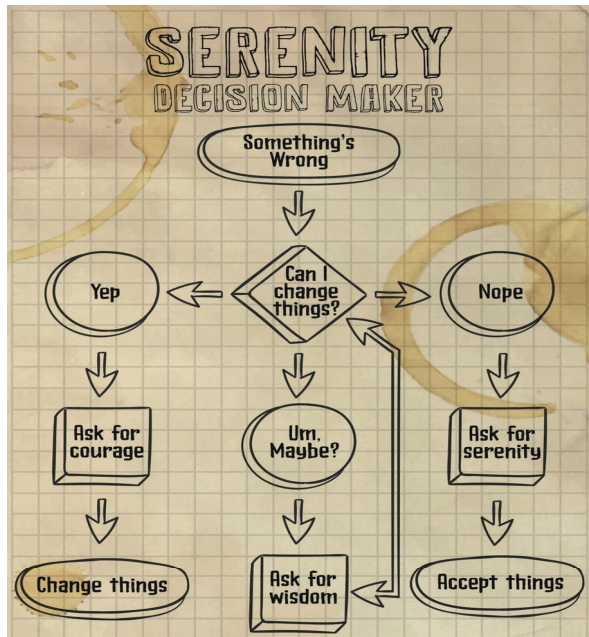 SERENITY
DECISION MAKER
Something's
Wrong
Yep
Can I
change
things?
Nope
Ask for
courage
Um,
Maybe?
Ask for
serenity
Change things
Ask for
wisdom
Accept things